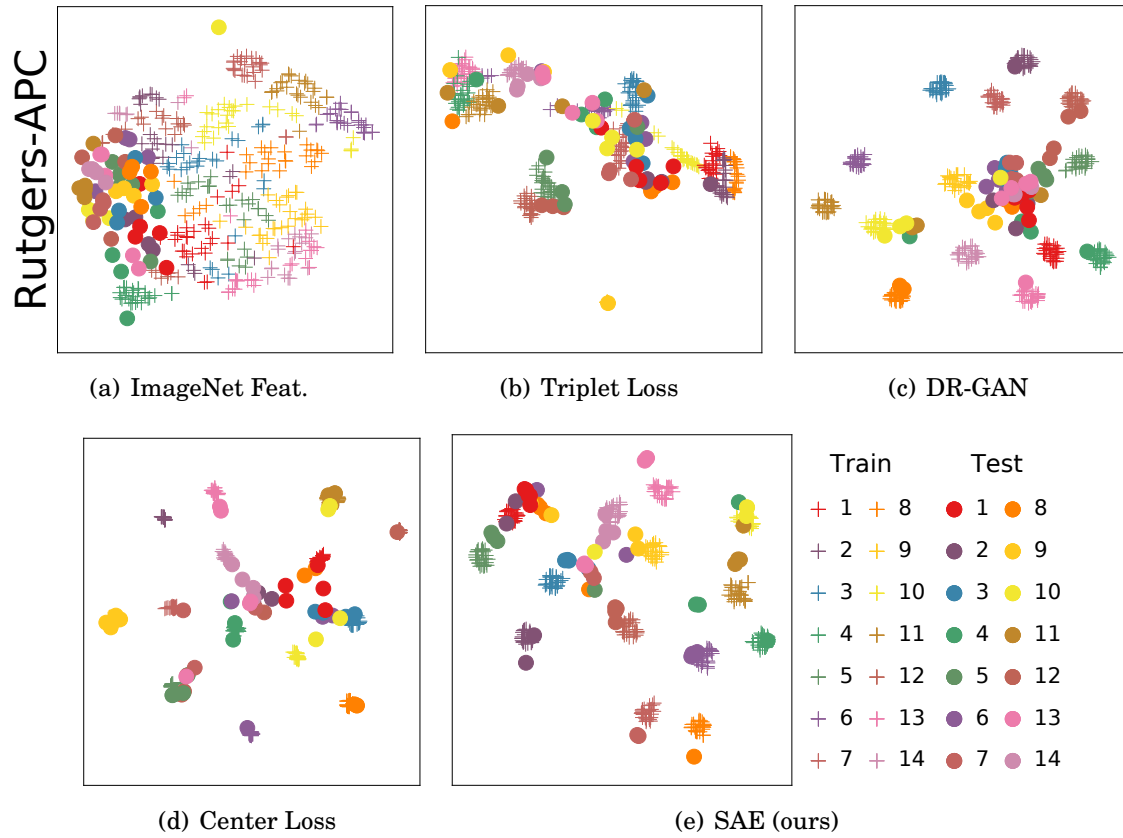 Rutgers-APC
(a) ImageNet Feat.
(b) Triplet Loss
(c) DR-GAN
Train Test
1 8 1 8
2 9 2 9
3 10 3 10
4 11 4 11
5 12 5 12
6 13 6 13
7 14 7 14
(d) Center Loss
(e) SAE (ours)